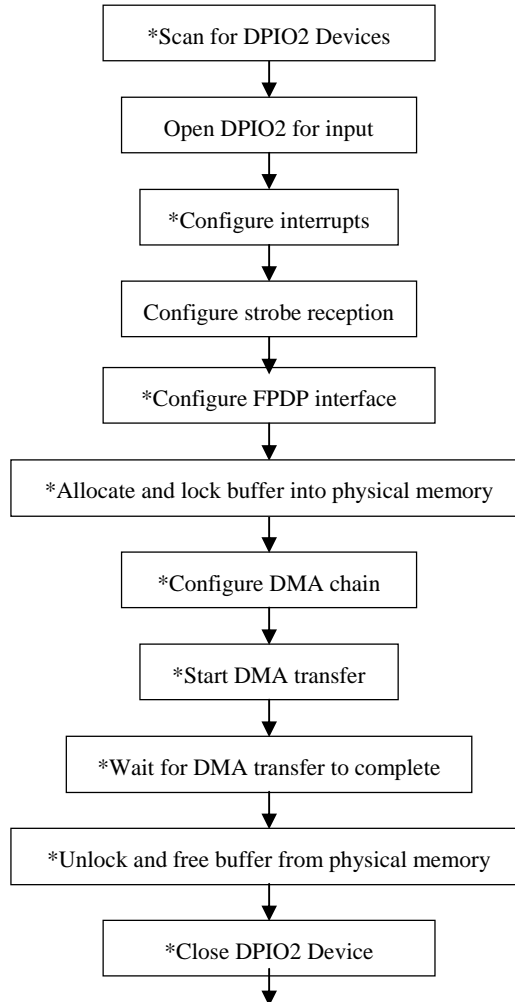 *Scan for DPIO2 Devices
Open DPIO2 for input
*Configure interrupts
Configure strobe reception
*Configure FPDP interface
*Allocate and lock buffer into physical memory
*Configure DMA chain
*Start DMA transfer
*Wait for DMA transfer to complete
*Unlock and free buffer from physical memory
*Close DPIO2 Device